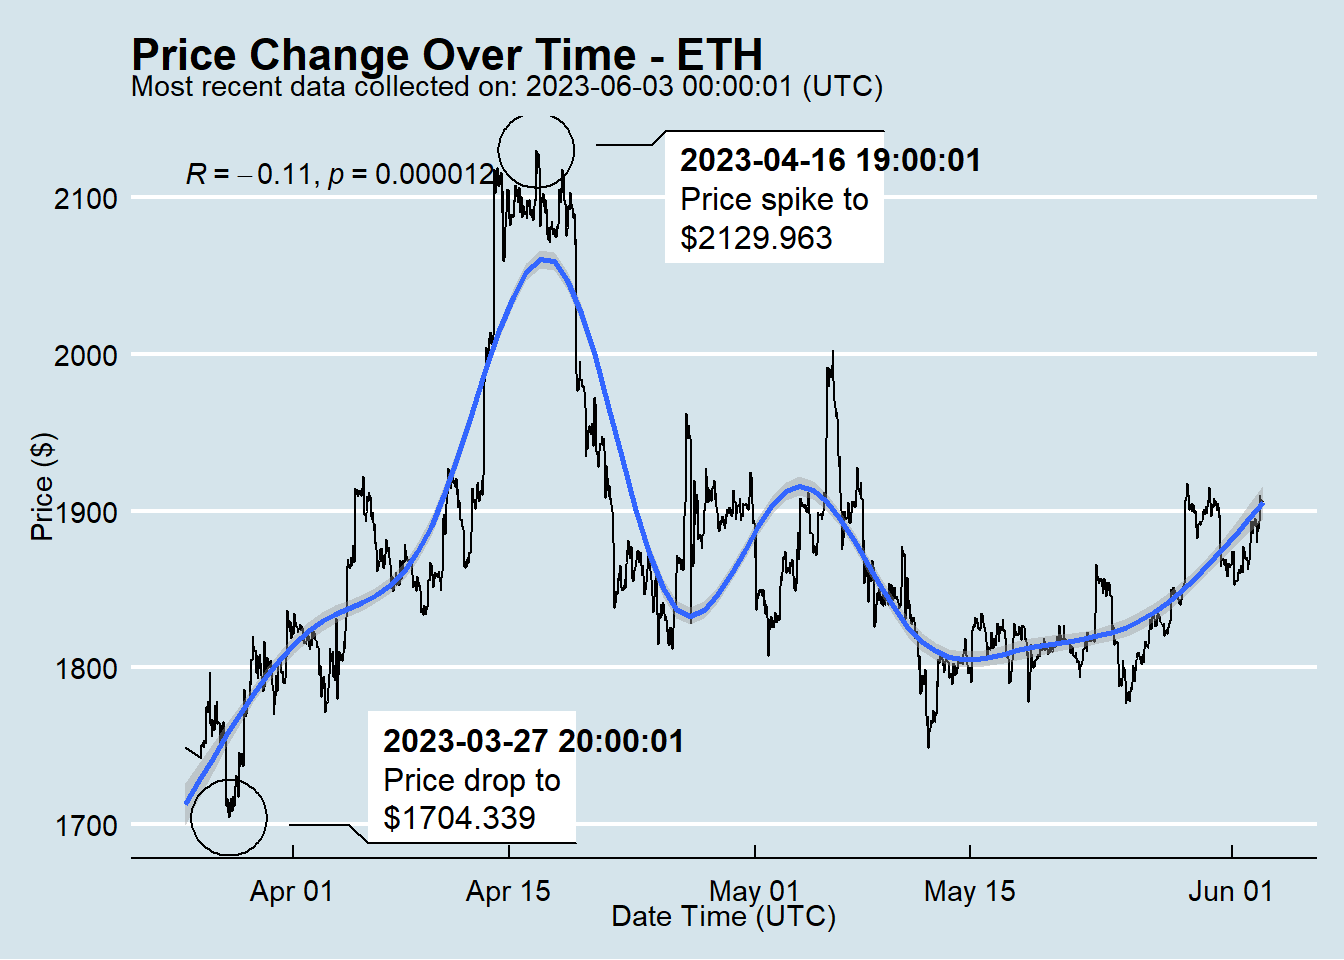 Price Change Over Time - ETH
Most recent data collected on: 2023-06-03 00:00:01 (UTC)
R = −0.11, p = 0.000012
2023-04-16 19:00:01
Price spike to
$2129.963
2100
2000
1900
1800
1700
Price ($)
2023-03-27 20:00:01
Price drop to
$1704.339
Apr 01
Apr 15
May 01
May 15
Jun 01
Date Time (UTC)